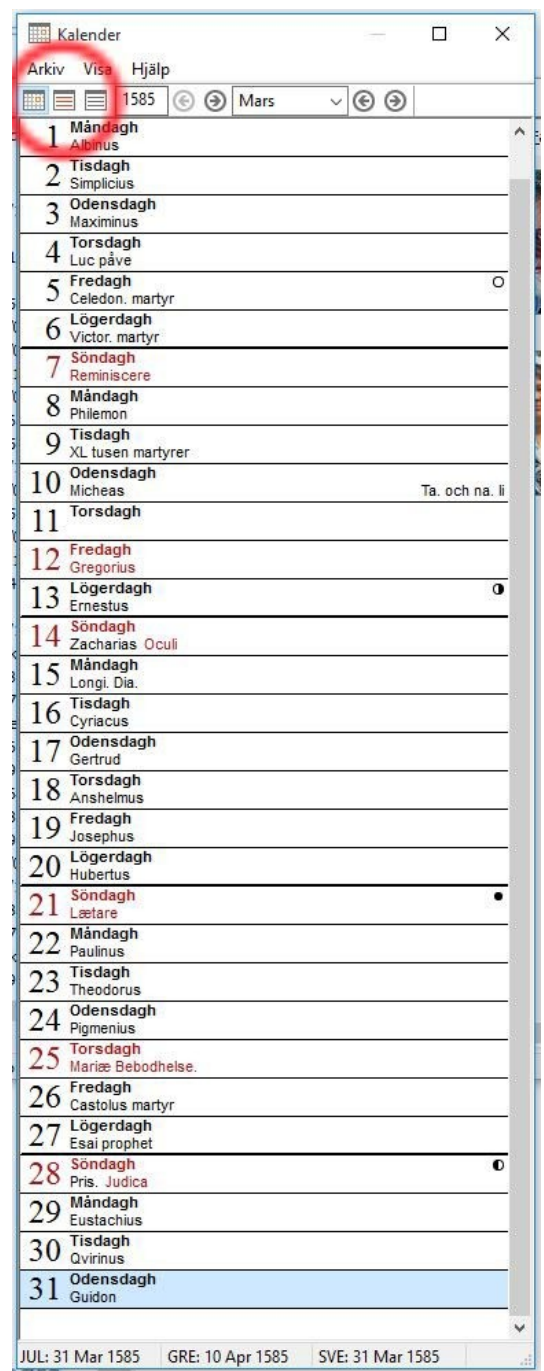 Kalender
Arkiv Visa Hjälp
1585 Mars
1 Måndagh
Albinus
2 Tisdagh
Simplicius
3 Odensdagh
Maximinus
4 Torsdagh
Luc påve
5 Fredagh
Celedon. martyr
6 Lögerdagh
Victor. martyr
7 Söndagh
Reminiscere
8 Måndagh
Philemon
9 Tisdagh
XL tusen martyrer
10 Odensdagh
Micheas Ta. och na. li
11 Torsdagh
12 Fredagh
Gregorius
13 Lögerdagh
Ernestus
14 Söndagh
Zacharias Oculi
15 Måndagh
Longi. Dia.
16 Tisdagh
Cyriacus
17 Odensdagh
Gertrud
18 Torsdagh
Anshelmus
19 Fredagh
Josephus
20 Lögerdagh
Hubertus
21 Söndagh
Lætare
22 Måndagh
Paulinus
23 Tisdagh
Theodorus
24 Odensdagh
Pigmenius
25 Torsdagh
Mariæ Bebodhelse.
26 Fredagh
Castolus martyr
27 Lögerdagh
Esai prophet
28 Söndagh
Pris. Judica
29 Måndagh
Eustachius
30 Tisdagh
Qvirinus
31 Odensdagh
Guidon
JUL: 31 Mar 1585 GRE: 10 Apr 1585 SVE: 31 Mar 1585